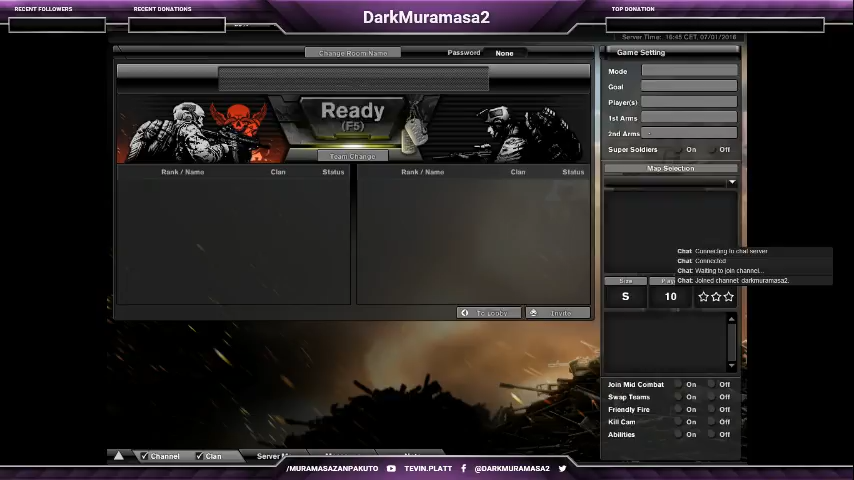 RECENT FOLLOWERS
RECENT DONATIONS
DarkMuramasa2
TOP DONATION
Server Time: 16:45 CET, 07/01/2016
Change Room Name
Password
None
Game Setting
Mode
Goal
Player(s)
1st Arms
2nd Arms
Super Soldiers On Off
Ready
(F5)
Team Change
Map Selection
Rank / Name Clan Status
Rank / Name Clan Status
Chat: Connecting to chat server
Chat: Connected
Chat: Waiting to join channel...
Chat: Joined channel: darkmuramasa2.
Size
S
10
To Lobby
Invite
Join Mid Combat On Off
Swap Teams On Off
Friendly Fire On Off
Kill Cam On Off
Abilities On Off
Channel
Clan
/MURAMASAZANPAKUTO
TEVIN.PLATT
@DARKMURAMASA2